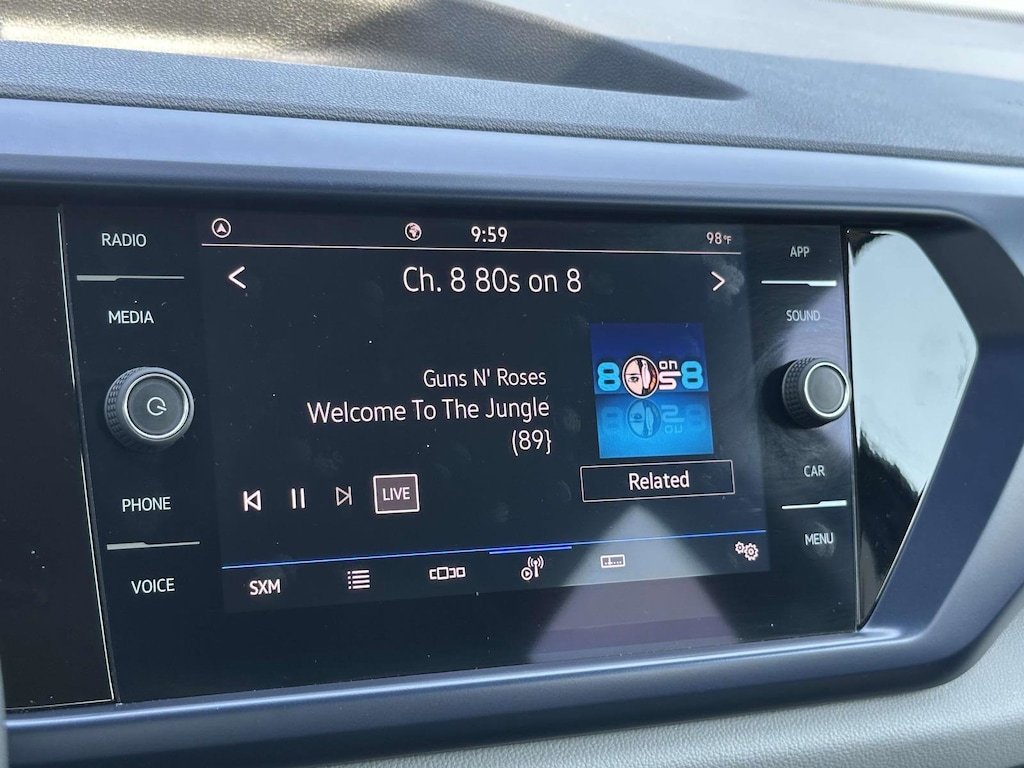 RADIO
MEDIA
PHONE
VOICE
9:59
98°F
Ch. 8 80s on 8
Guns N' Roses
Welcome To The Jungle
(89}
8 on 8
Related
LIVE
SXM
APP
SOUND
CAR
MENU